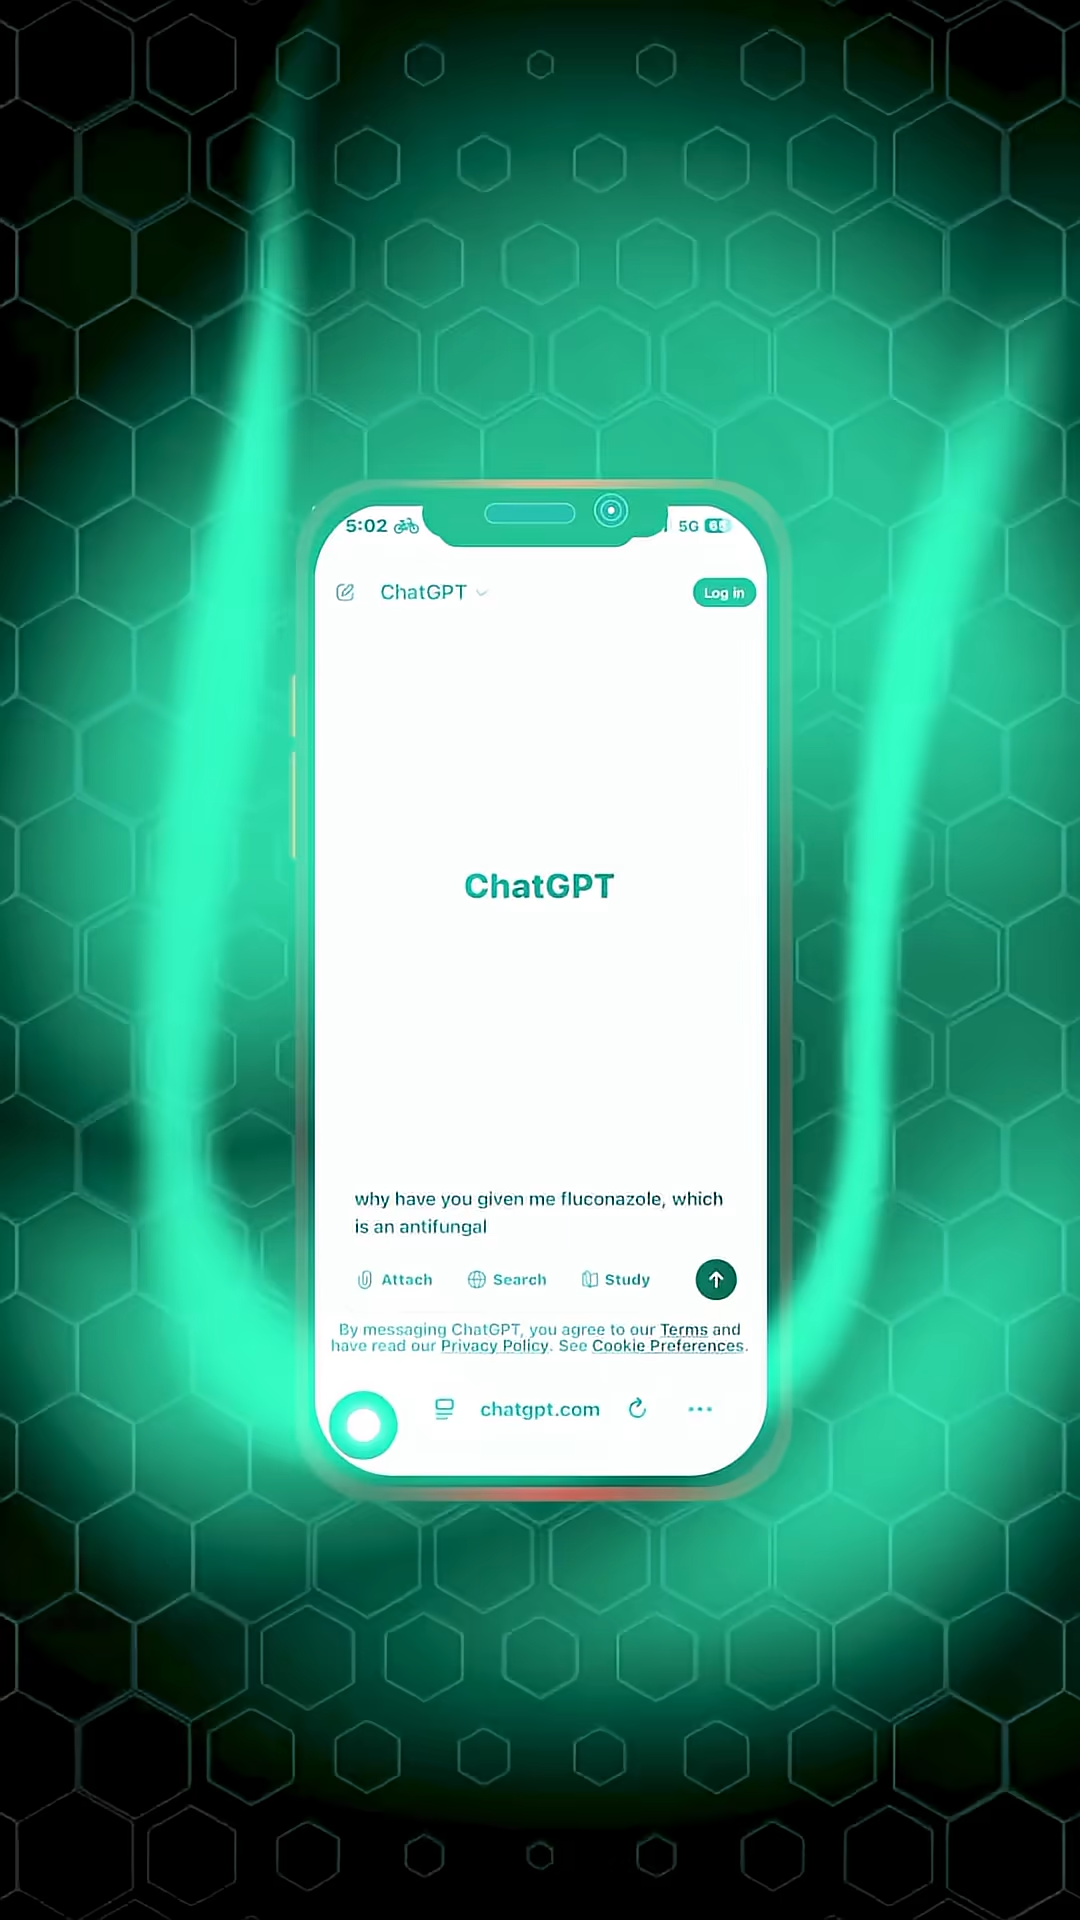 5:02 5G
ChatGPT Log in
ChatGPT
why have you given me fluconazole, which
is an antifungal
Attach Search Study
By messaging ChatGPT, you agree to our Terms and
have read our Privacy Policy. See Cookie Preferences.
chatgpt.com